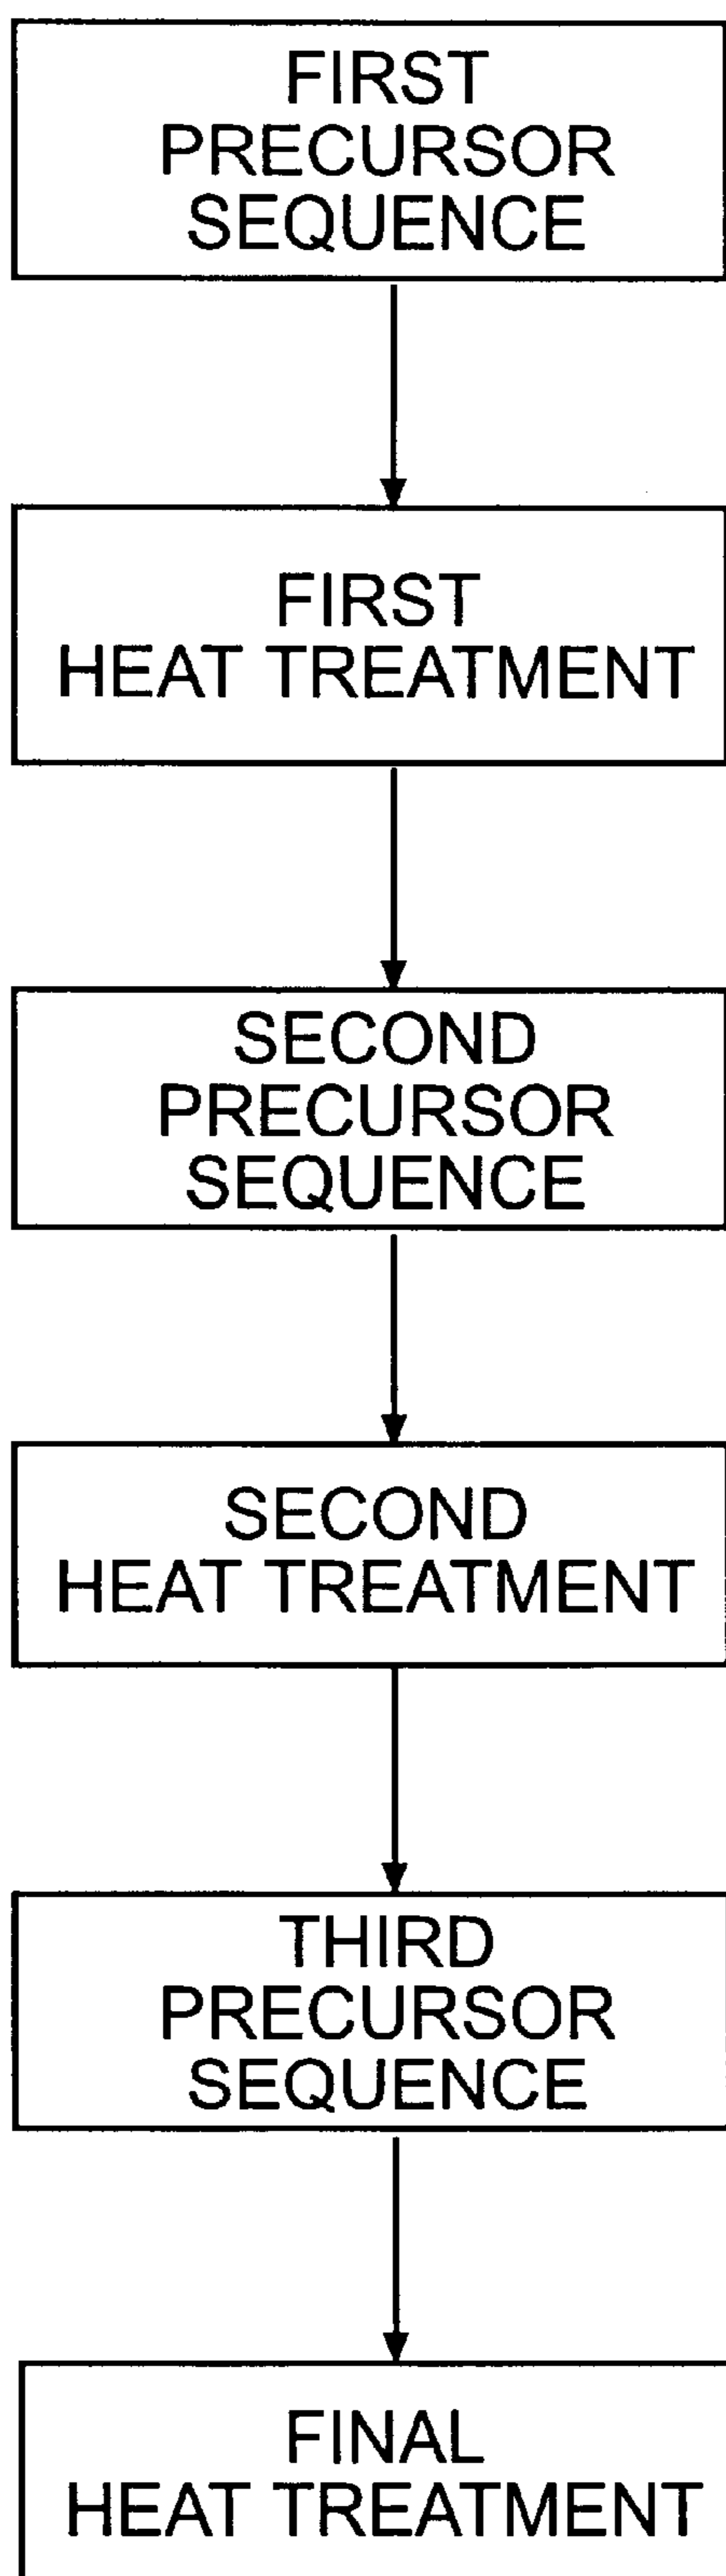 FIRST
PRECURSOR
SEQUENCE
FIRST
HEAT TREATMENT
SECOND
PRECURSOR
SEQUENCE
SECOND
HEAT TREATMENT
THIRD
PRECURSOR
SEQUENCE
FINAL
HEAT TREATMENT